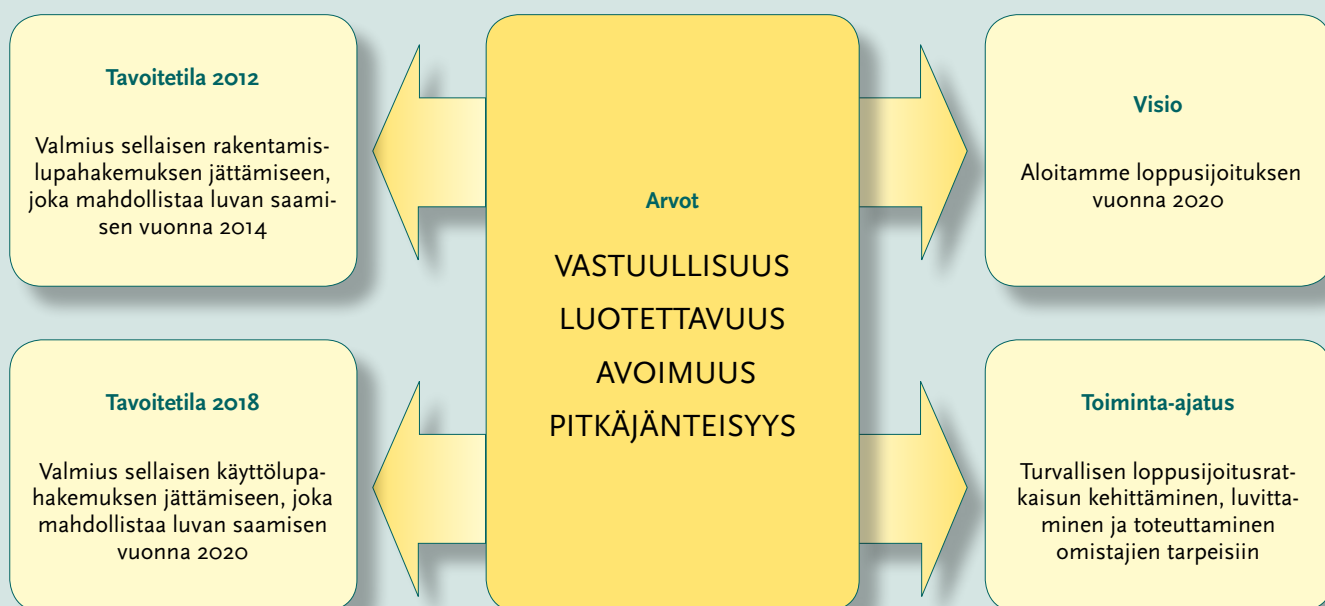 Tavoitetila 2012
Valmius sellaisen rakentamis-
lupahakemuksen jättämiseen,
joka mahdollistaa luvan saami-
sen vuonna 2014
Tavoitetila 2018
Valmius sellaisen käyttölupa-
hakemuksen jättämiseen, joka
mahdollistaa luvan saamisen
vuonna 2020
Arvot
VASTUULLISUUS
LUOTETTAVUUS
AVOIMUUS
PITKÄJÄNTEISYYS
Visio
Aloitamme loppusijoituksen
vuonna 2020
Toiminta-ajatus
Turvallisen loppusijoitusrat-
kaisun kehittäminen, luvitta-
minen ja toteuttaminen
omistajien tarpeisiin